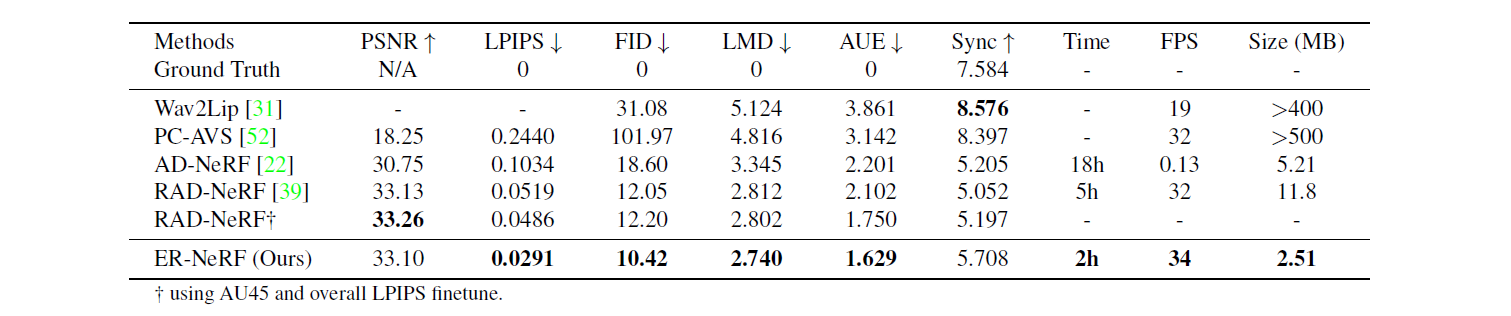 Methods PSNR ↑ LPIPS ↓ FID ↓ LMD ↓ AUE ↓ Sync ↑ Time FPS Size (MB)
Ground Truth N/A 0 0 0 0 7.584 - - -
Wav2Lip [31] - - 31.08 5.124 3.861 8.576 - 19 >400
PC-AVS [52] 18.25 0.2440 101.97 4.816 3.142 8.397 - 32 >500
AD-NeRF [22] 30.75 0.1034 18.60 3.345 2.201 5.205 18h 0.13 5.21
RAD-NeRF [39] 33.13 0.0519 12.05 2.812 2.102 5.052 5h 32 11.8
RAD-NeRF† 33.26 0.0486 12.20 2.802 1.750 5.197 - - -
ER-NeRF (Ours) 33.10 0.0291 10.42 2.740 1.629 5.708 2h 34 2.51
† using AU45 and overall LPIPS finetune.